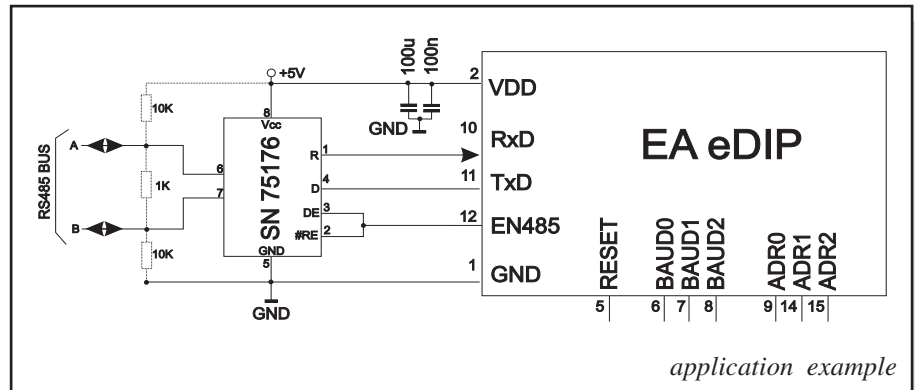 +5V
100u
100n
GND
10K
1K
10K
RS485 BUS
A
B
8
Vcc
SN 75176
6
7
R
1
D
4
DE
3
#RE
2
GND
5
GND
2
VDD
10
RxD
11
TxD
12
EN485
1
GND
EA eDIP
RESET
BAUD0
BAUD1
BAUD2
ADR0
ADR1
ADR2
5
6
7
8
9
14
15
application example